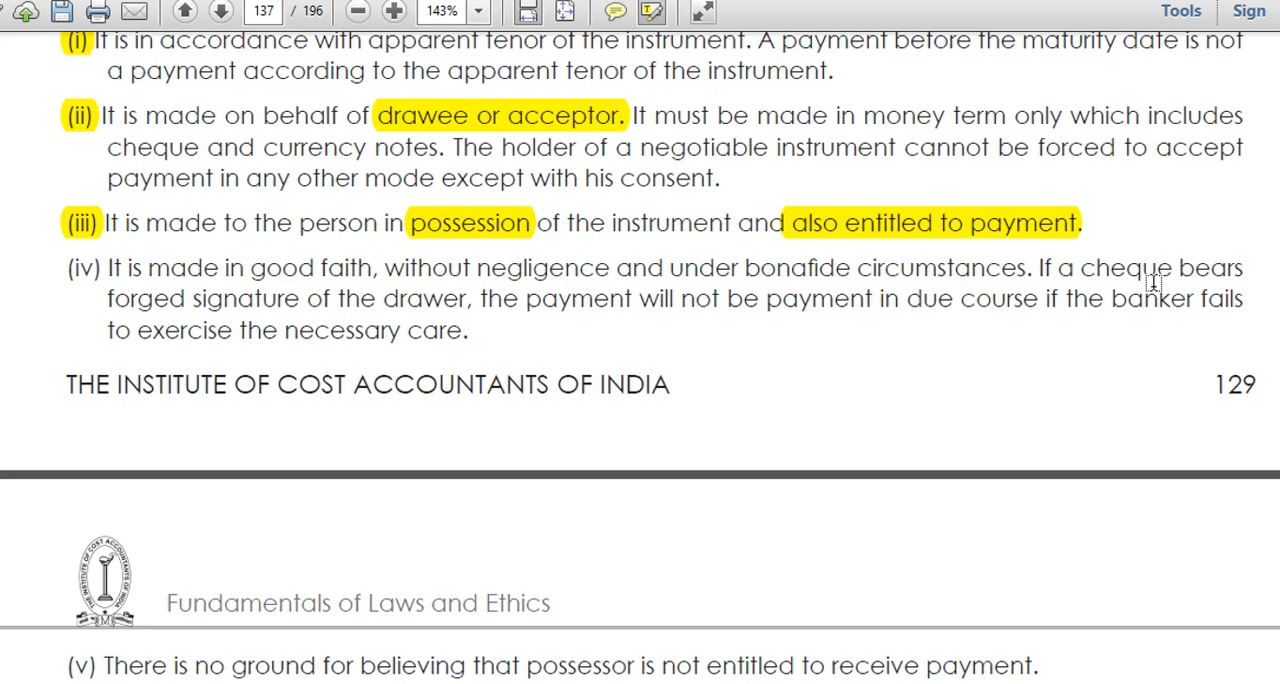 137 / 196 143% Tools Sign
(i) It is in accordance with apparent tenor of the instrument. A payment before the maturity date is not
a payment according to the apparent tenor of the instrument.
(ii) It is made on behalf of drawee or acceptor. It must be made in money term only which includes
cheque and currency notes. The holder of a negotiable instrument cannot be forced to accept
payment in any other mode except with his consent.
(iii) It is made to the person in possession of the instrument and also entitled to payment.
(iv) It is made in good faith, without negligence and under bonafide circumstances. If a cheque bears
forged signature of the drawer, the payment will not be payment in due course if the banker fails
to exercise the necessary care.
THE INSTITUTE OF COST ACCOUNTANTS OF INDIA 129
THE INSTITUTE OF COST ACCOUNTANTS OF INDIA
Fundamentals of Laws and Ethics
(v) There is no ground for believing that possessor is not entitled to receive payment.